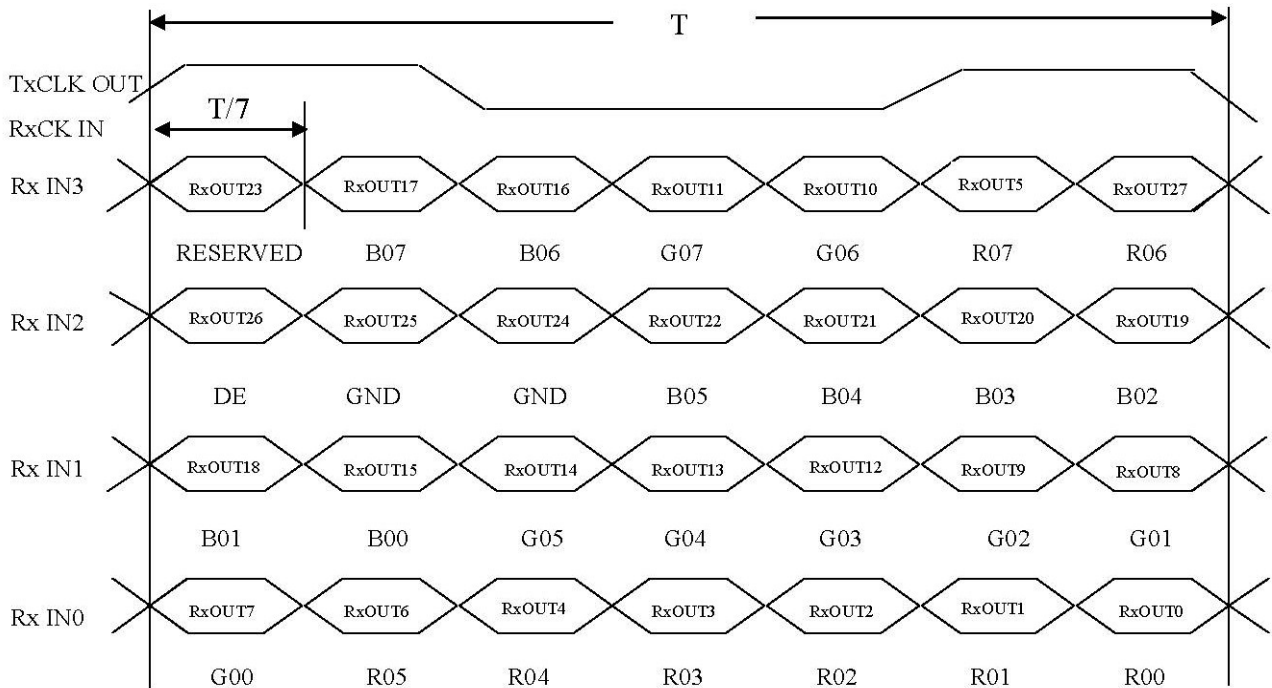 T
TxCLK OUT
T/7
RxCK IN
Rx IN3 RxOUT23 RxOUT17 RxOUT16 RxOUT11 RxOUT10 RxOUT5 RxOUT27
RESERVED B07 B06 G07 G06 R07 R06
Rx IN2 RxOUT26 RxOUT25 RxOUT24 RxOUT22 RxOUT21 RxOUT20 RxOUT19
DE GND GND B05 B04 B03 B02
Rx IN1 RxOUT18 RxOUT15 RxOUT14 RxOUT13 RxOUT12 RxOUT9 RxOUT8
B01 B00 G05 G04 G03 G02 G01
Rx IN0 RxOUT7 RxOUT6 RxOUT4 RxOUT3 RxOUT2 RxOUT1 RxOUT0
G00 R05 R04 R03 R02 R01 R00